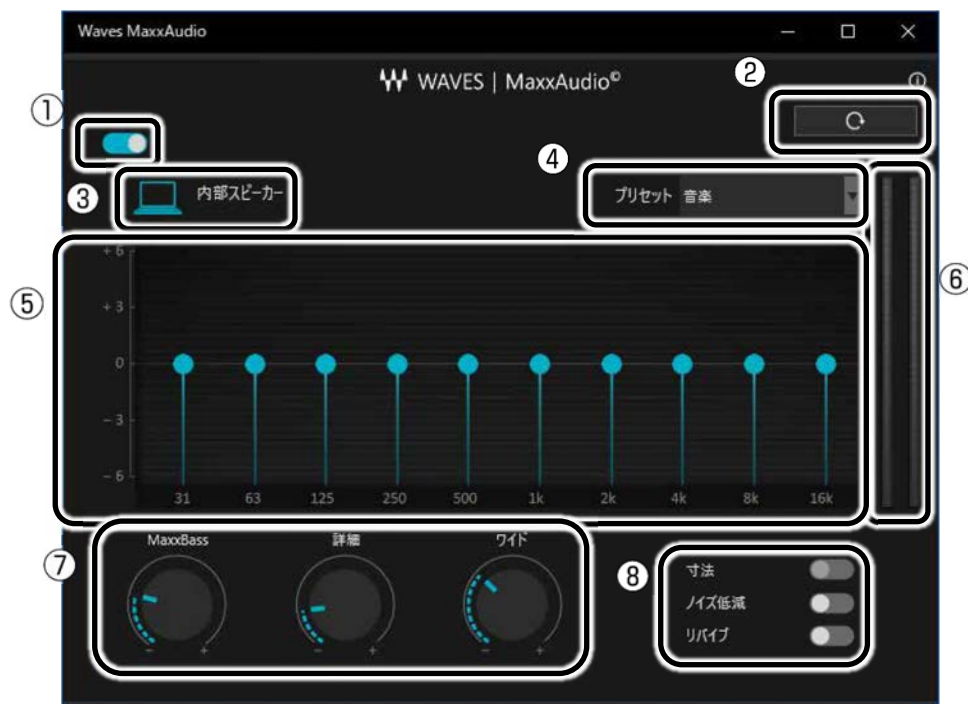 Waves MaxxAudio
WAVES | MaxxAudio©
①
②
③
内部スピーカー
④
プリセット 音楽
⑤
⑥
+ 6
+ 3
0
- 3
- 6
31 63 125 250 500 1k 2k 4k 8k 16k
⑦
MaxxBass 詳細 ワイド
- + - + - +
⑧
寸法
ノイズ低減
リバイブ